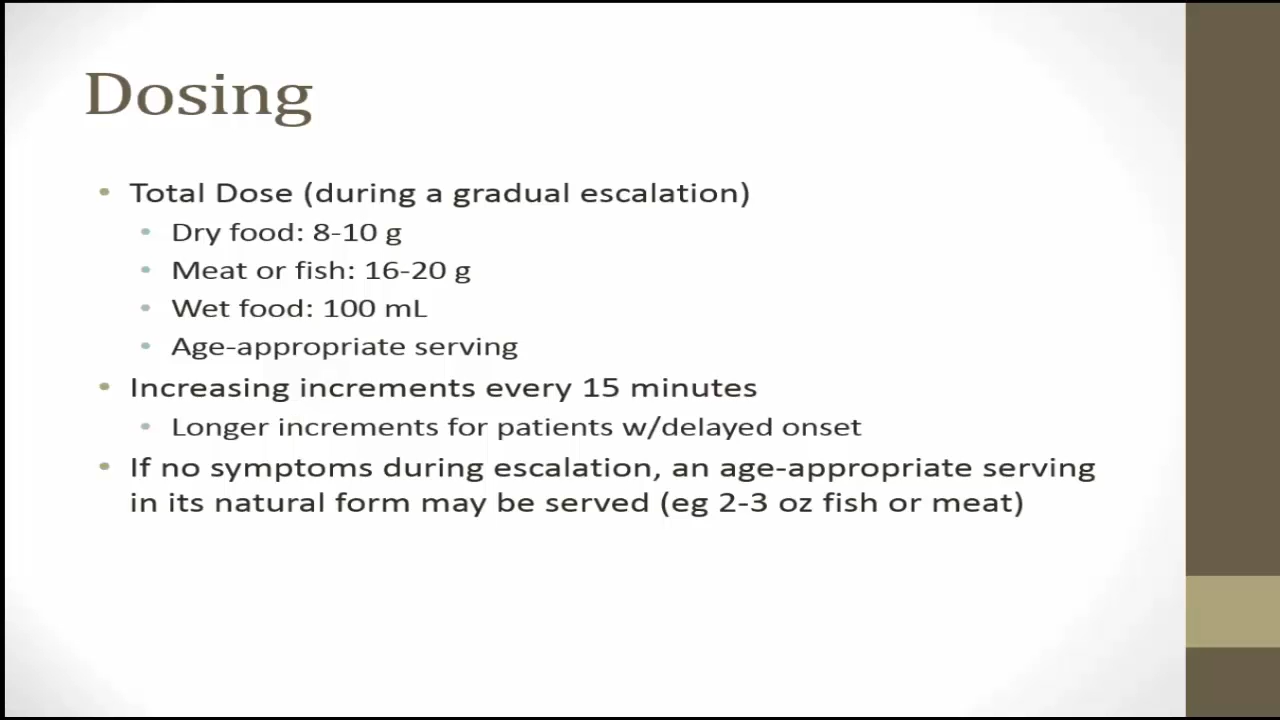 Dosing
• Total Dose (during a gradual escalation)
• Dry food: 8-10 g
• Meat or fish: 16-20 g
• Wet food: 100 mL
• Age-appropriate serving
• Increasing increments every 15 minutes
• Longer increments for patients w/delayed onset
• If no symptoms during escalation, an age-appropriate serving
in its natural form may be served (eg 2-3 oz fish or meat)